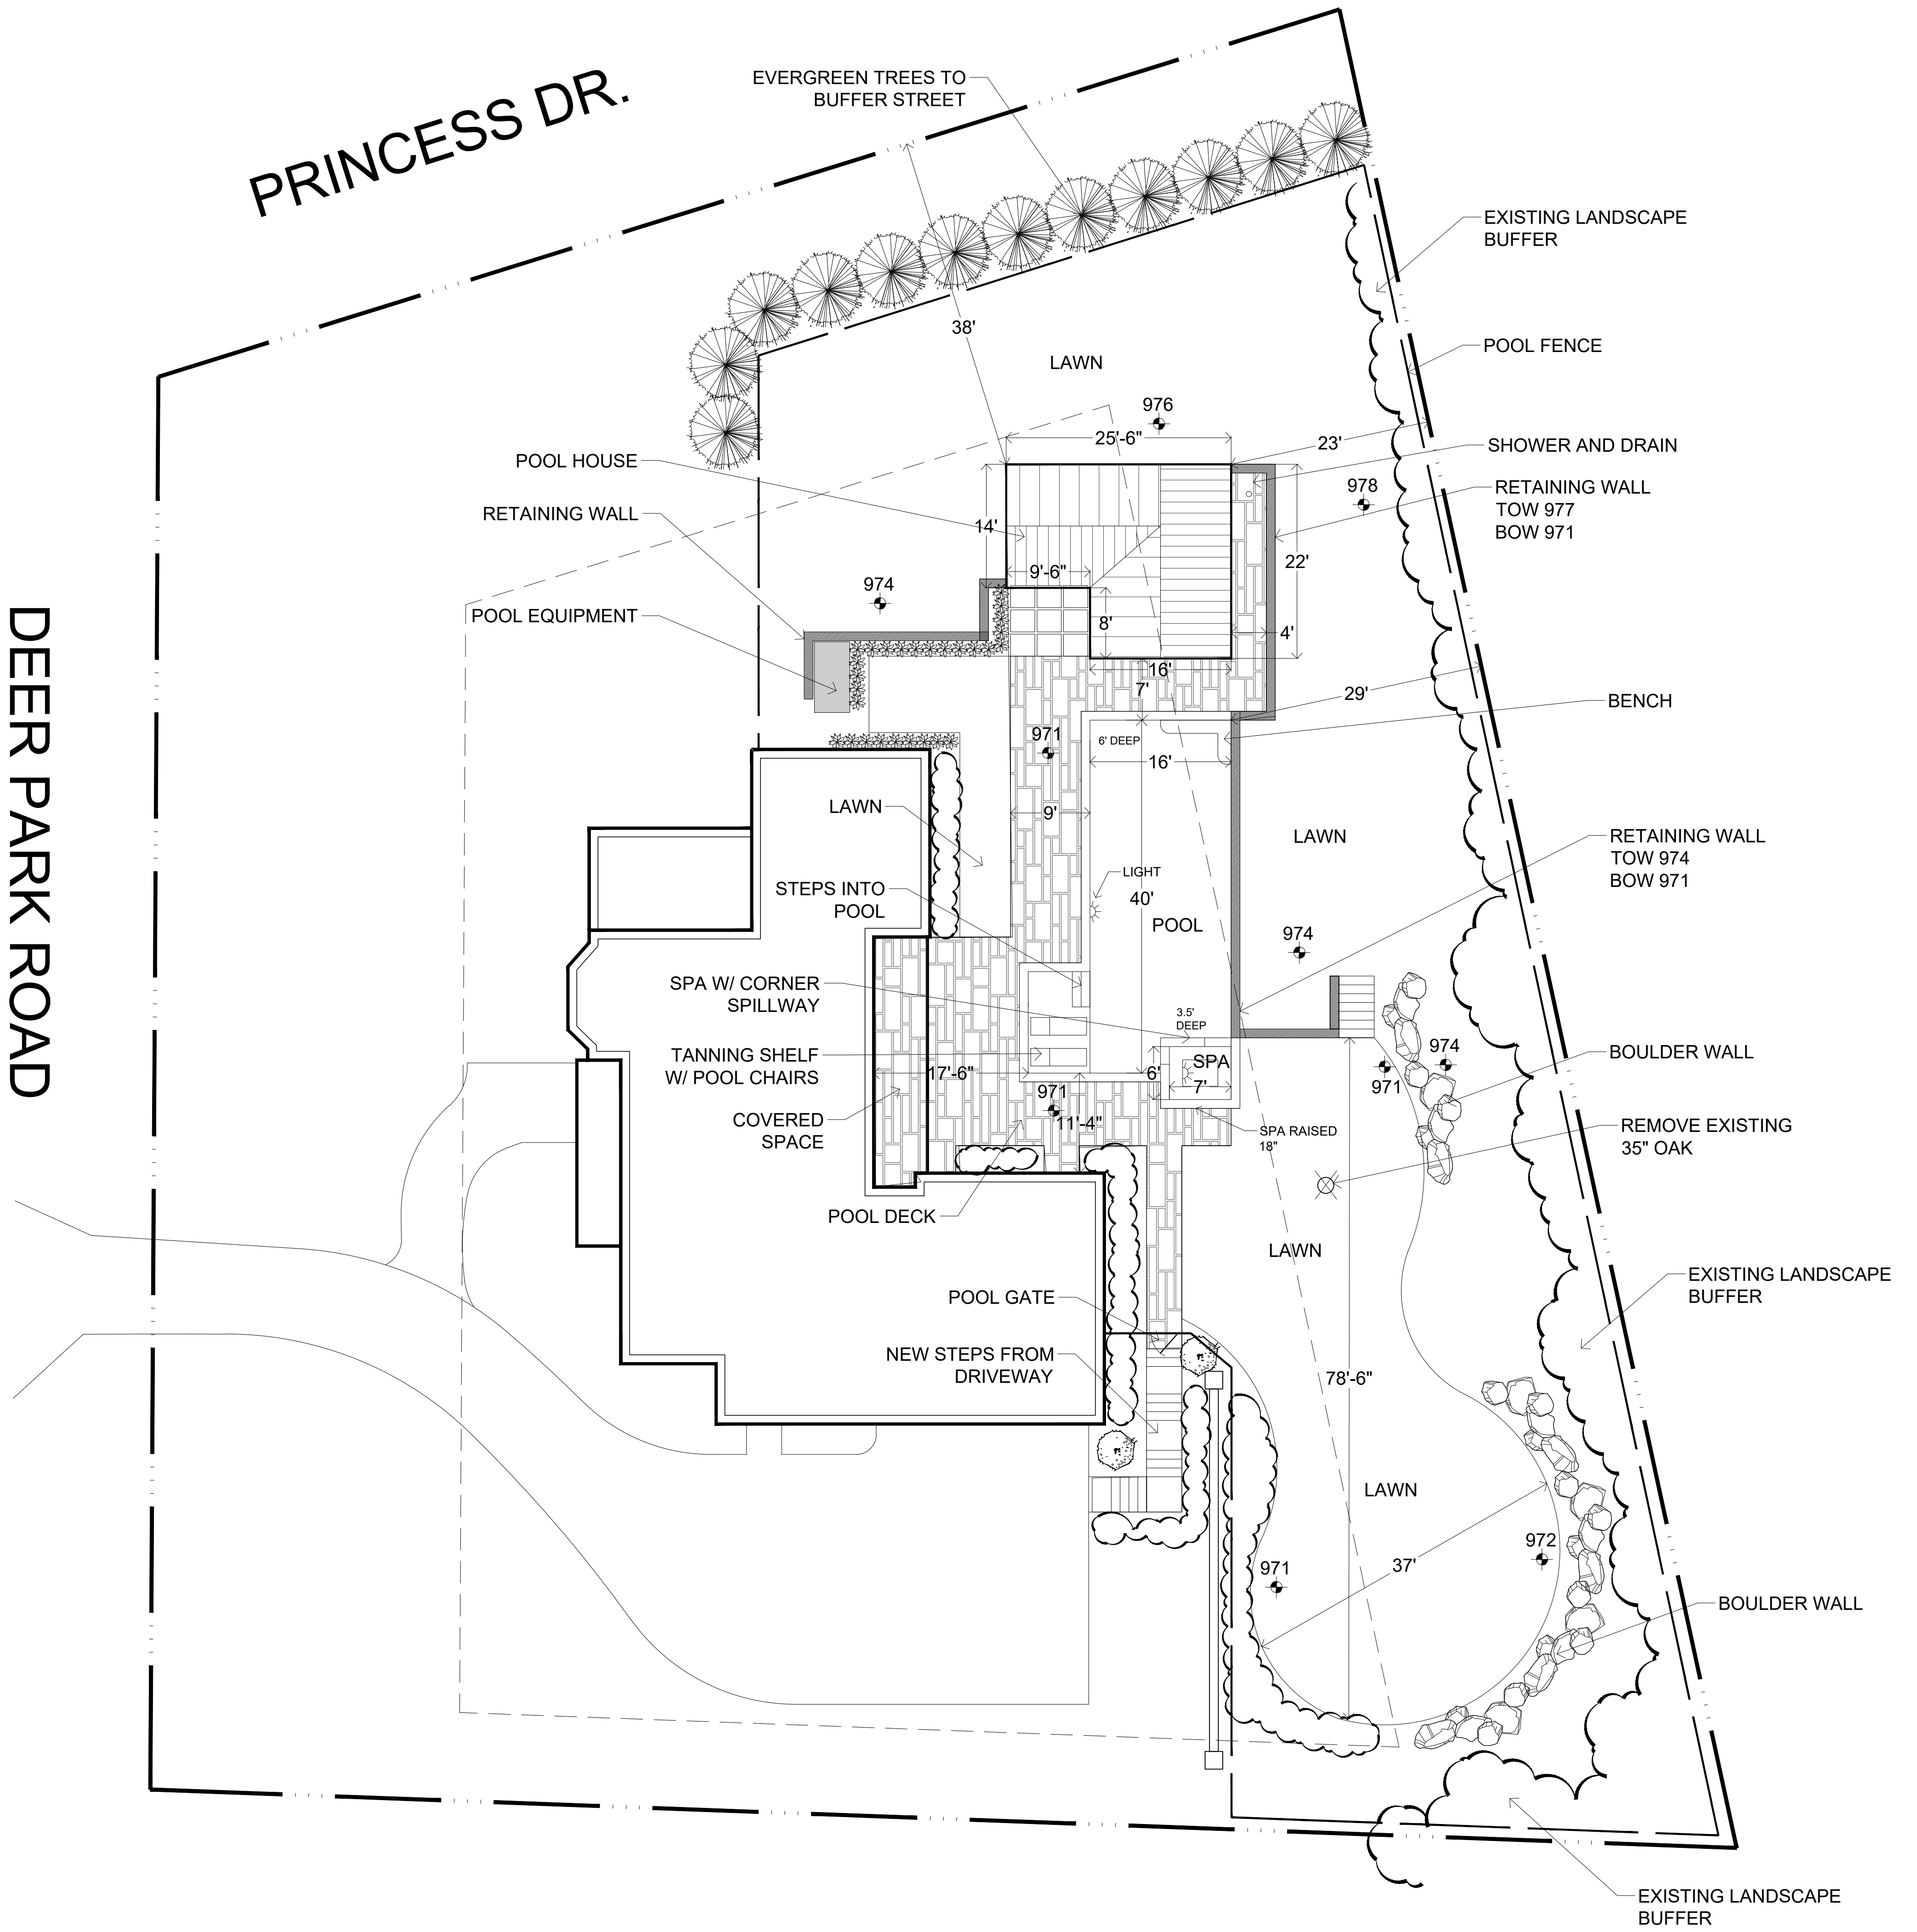 PRINCESS DR.
DEER PARK ROAD
EVERGREEN TREES TO
BUFFER STREET
EXISTING LANDSCAPE
BUFFER
POOL FENCE
38'
LAWN
976
25'-6"
23'
SHOWER AND DRAIN
POOL HOUSE
978
RETAINING WALL
TOW 977
BOW 971
RETAINING WALL
14'
22'
9'-6"
974
POOL EQUIPMENT
8'
4'
16'
7'
29'
BENCH
971
6' DEEP
16'
LAWN
9'
LAWN
RETAINING WALL
TOW 974
BOW 971
LIGHT
STEPS INTO
POOL
40'
POOL
974
SPA W/ CORNER
SPILLWAY
3.5'
DEEP
TANNING SHELF
W/ POOL CHAIRS
17'-6"
SPA
6'
7'
974
971
BOULDER WALL
971
11'-4"
COVERED
SPACE
SPA RAISED
18"
REMOVE EXISTING
35" OAK
POOL DECK
LAWN
EXISTING LANDSCAPE
BUFFER
POOL GATE
NEW STEPS FROM
DRIVEWAY
78'-6"
LAWN
972
37'
971
BOULDER WALL
EXISTING LANDSCAPE
BUFFER